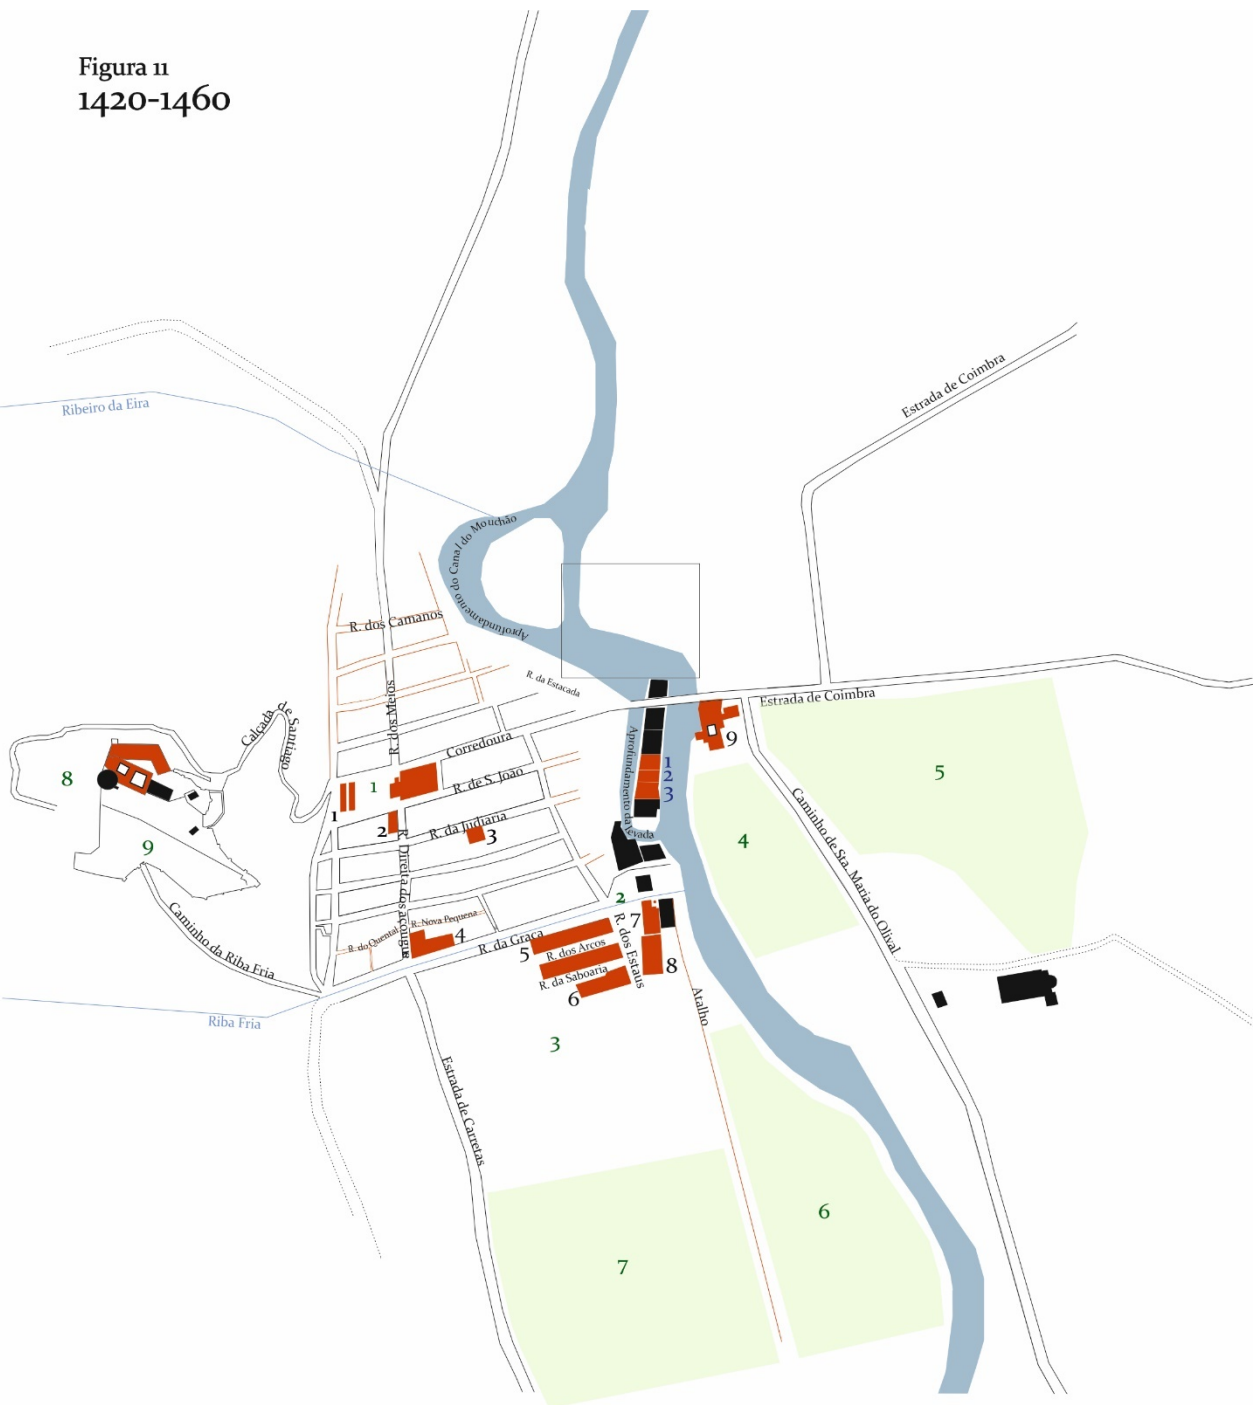 Figura 11
1420-1460
Estrada de Coimbra
Ribeiro da Eira
Aprofundamento do Canal do Mouchão
R. dos Camanos
R. da Estacada
R. dos Meios
Estrada de Coimbra
Calçada de Santiago
Corredoura
R. de S. João
R. da Judiaria
R. Direita dos açougues
Aprofundamento da levada
1
2
3
9
5
4
8
9
1
1
2
3
Caminho de Sta. Maria do Olival
Caminho da Riba Fria
R. do Quental
R. Nova Pequena
4
R. da Graça
2
7
5
R. dos Arcos
R. da Saboaria
6
R. dos Estaus
8
Riba Fria
Atalho
3
Estrada de Carretas
6
7